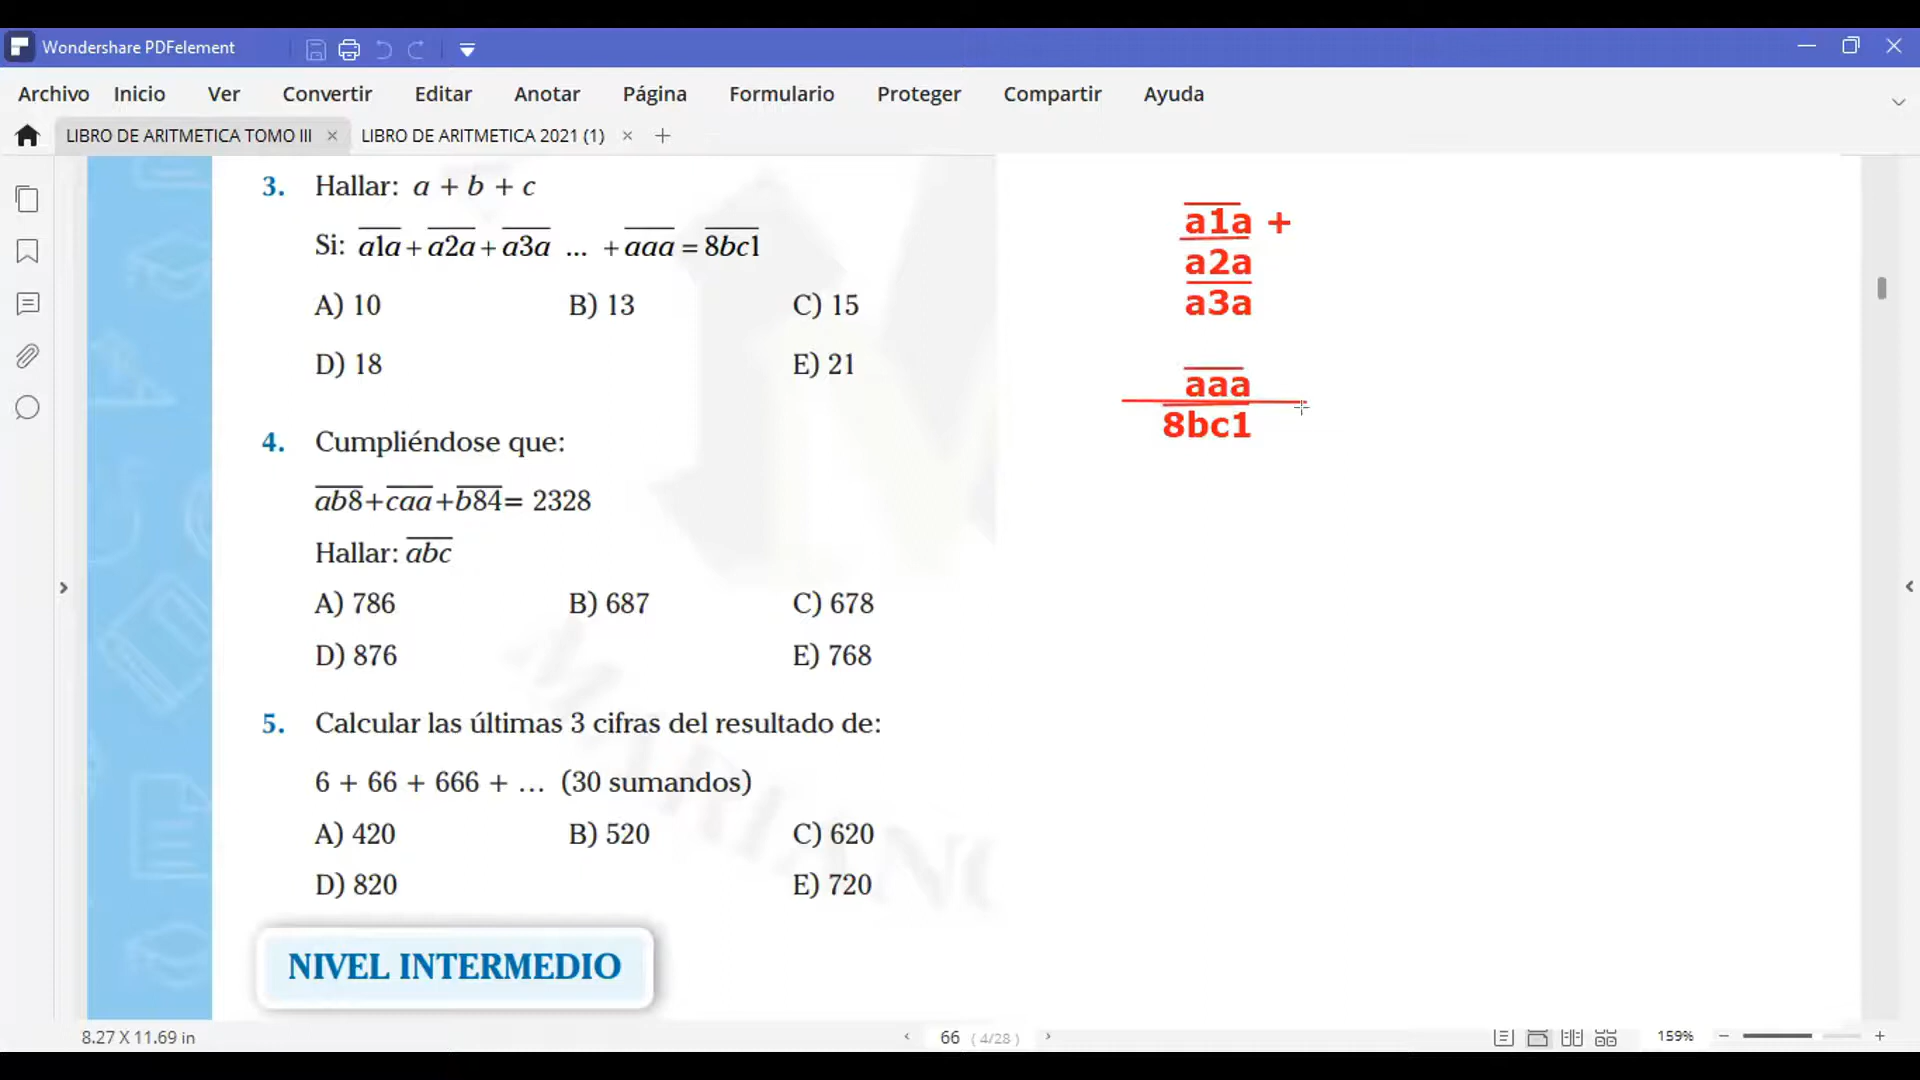 Wondershare PDFelement
Archivo Inicio Ver Convertir Editar Anotar Página Formulario Proteger Compartir Ayuda
LIBRO DE ARITMETICA TOMO III × LIBRO DE ARITMETICA 2021 (1) × +
3. Hallar: a + b + c
Si: a1a + a2a + a3a ... + aaa = 8bc1
A) 10 B) 13 C) 15
D) 18 E) 21
4. Cumpliéndose que:
ab8+caa+b84= 2328
Hallar: abc
A) 786 B) 687 C) 678
D) 876 E) 768
5. Calcular las últimas 3 cifras del resultado de:
6 + 66 + 666 + … (30 sumandos)
A) 420 B) 520 C) 620
D) 820 E) 720
NIVEL INTERMEDIO
a1a +
a2a
a3a
aaa
8bc1
MARIANO
8.27 X 11.69 in 66 ( 4/28 ) 159%